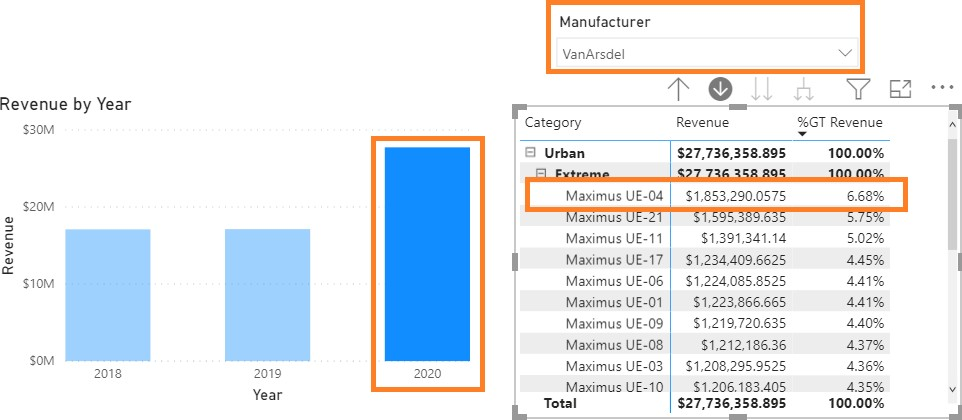 Manufacturer
VanArsdel
Revenue by Year
$30M
$20M
$10M
$0M
Revenue
2018 2019 2020
Year
Category Revenue %GT Revenue
Urban $27,736,358.895 100.00%
Extreme $27,736,358.895 100.00%
Maximus UE-04 $1,853,290.0575 6.68%
Maximus UE-21 $1,595,389.635 5.75%
Maximus UE-11 $1,391,341.14 5.02%
Maximus UE-17 $1,234,409.6625 4.45%
Maximus UE-06 $1,224,085.8525 4.41%
Maximus UE-01 $1,223,866.665 4.41%
Maximus UE-09 $1,219,720.635 4.40%
Maximus UE-08 $1,212,186.36 4.37%
Maximus UE-03 $1,208,295.9525 4.36%
Maximus UE-10 $1,206,183.405 4.35%
Total $27,736,358.895 100.00%